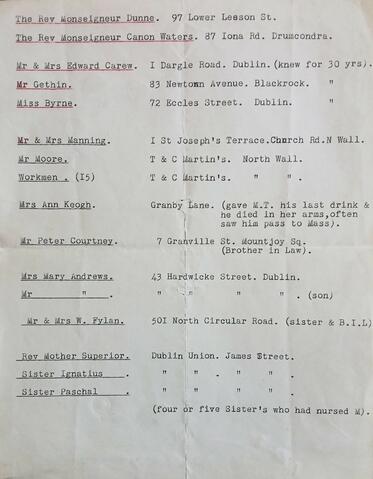 The Rev Monseigneur Dunne. 97 Lower Leeson St.
The Rev Monseigneur Canon Waters. 87 Iona Rd. Drumcondra.
Mr & Mrs Edward Carew. I Dargle Road. Dublin. (knew for 30 yrs).
Mr Gethin. 83 Newtown Avenue. Blackrock. "
Miss Byrne. 72 Eccles Street. Dublin. "
Mr & Mrs Manning. I St Joseph's Terrace. Church Rd.N Wall.
Mr Moore. T & C Martin's. North Wall.
Workmen . (I5) T & C Martin's. " " .
Mrs Ann Keogh. Granby Lane. (gave M.T. his last drink &
he died in her arms,often
saw him pass to Mass).
Mr Peter Courtney. 7 Granville St. Mountjoy Sq.
(Brother in Law).
Mrs Mary Andrews. 43 Hardwicke Street. Dublin.
Mr " . " " " " . (son)
Mr & Mrs W. Fylan. 50I North Circular Road. (sister & B.I.L)
Rev Mother Superior. Dublin Union. James Street.
Sister Ignatius . " " . " " .
Sister Paschal . " " " " .
(four or five Sister's who had nursed M).